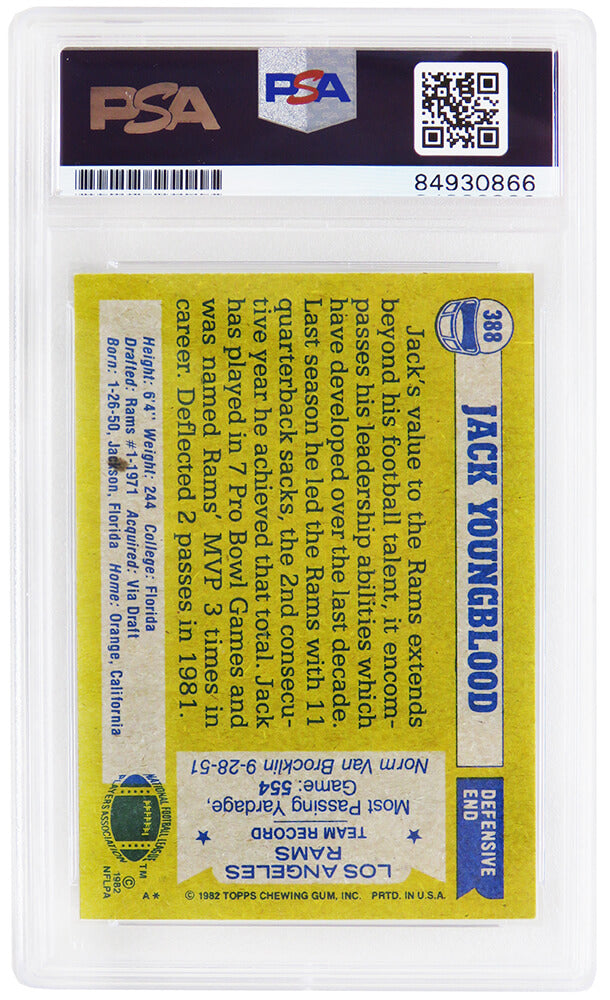 PSA
PSA
84930866
388
JACK YOUNGBLOOD
DEFENSIVE
END
Jack's value to the Rams extends
beyond his football talent, it encom-
passes his leadership abilities which
have developed over the last decade.
Last season he led the Rams with 11
quarterback sacks, the 2nd consecu-
tive year he achieved that total. Jack
has played in 7 Pro Bowl Games and
was named Rams' MVP 3 times in
career. Deflected 2 passes in 1981.
Height: 6'4" Weight: 244 College: Florida
Drafted: Rams #1-1971 Acquired: Via Draft
Born: 1-26-50, Jackson, Florida Home: Orange, California
LOS ANGELES
RAMS
★ TEAM RECORD ★
Most Passing Yardage,
Game: 554
Norm Van Brocklin 9-28-51
NATIONAL FOOTBALL LEAGUE
PLAYERS ASSOCIATION
TM
©
1982
NFLPA
A*
© 1982 TOPPS CHEWING GUM, INC. PRTD. IN U.S.A.